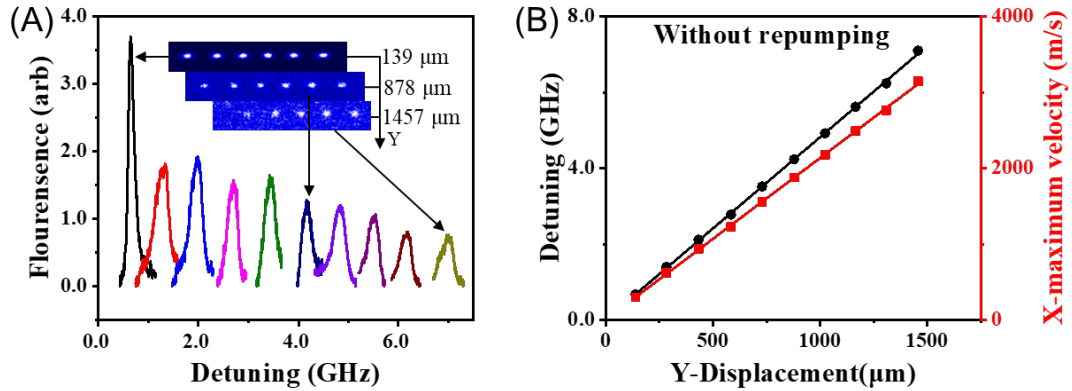 (A)
4.0
3.0
2.0
1.0
0.0
Flourensence (arb)
139 μm
878 μm
1457 μm
Y
0.0
2.0
4.0
6.0
Detuning (GHz)
(B)
8.0
4.0
0.0
Detuning (GHz)
Without repumping
4000
2000
0
X-maximum velocity (m/s)
0
500
1000
1500
Y-Displacement(μm)